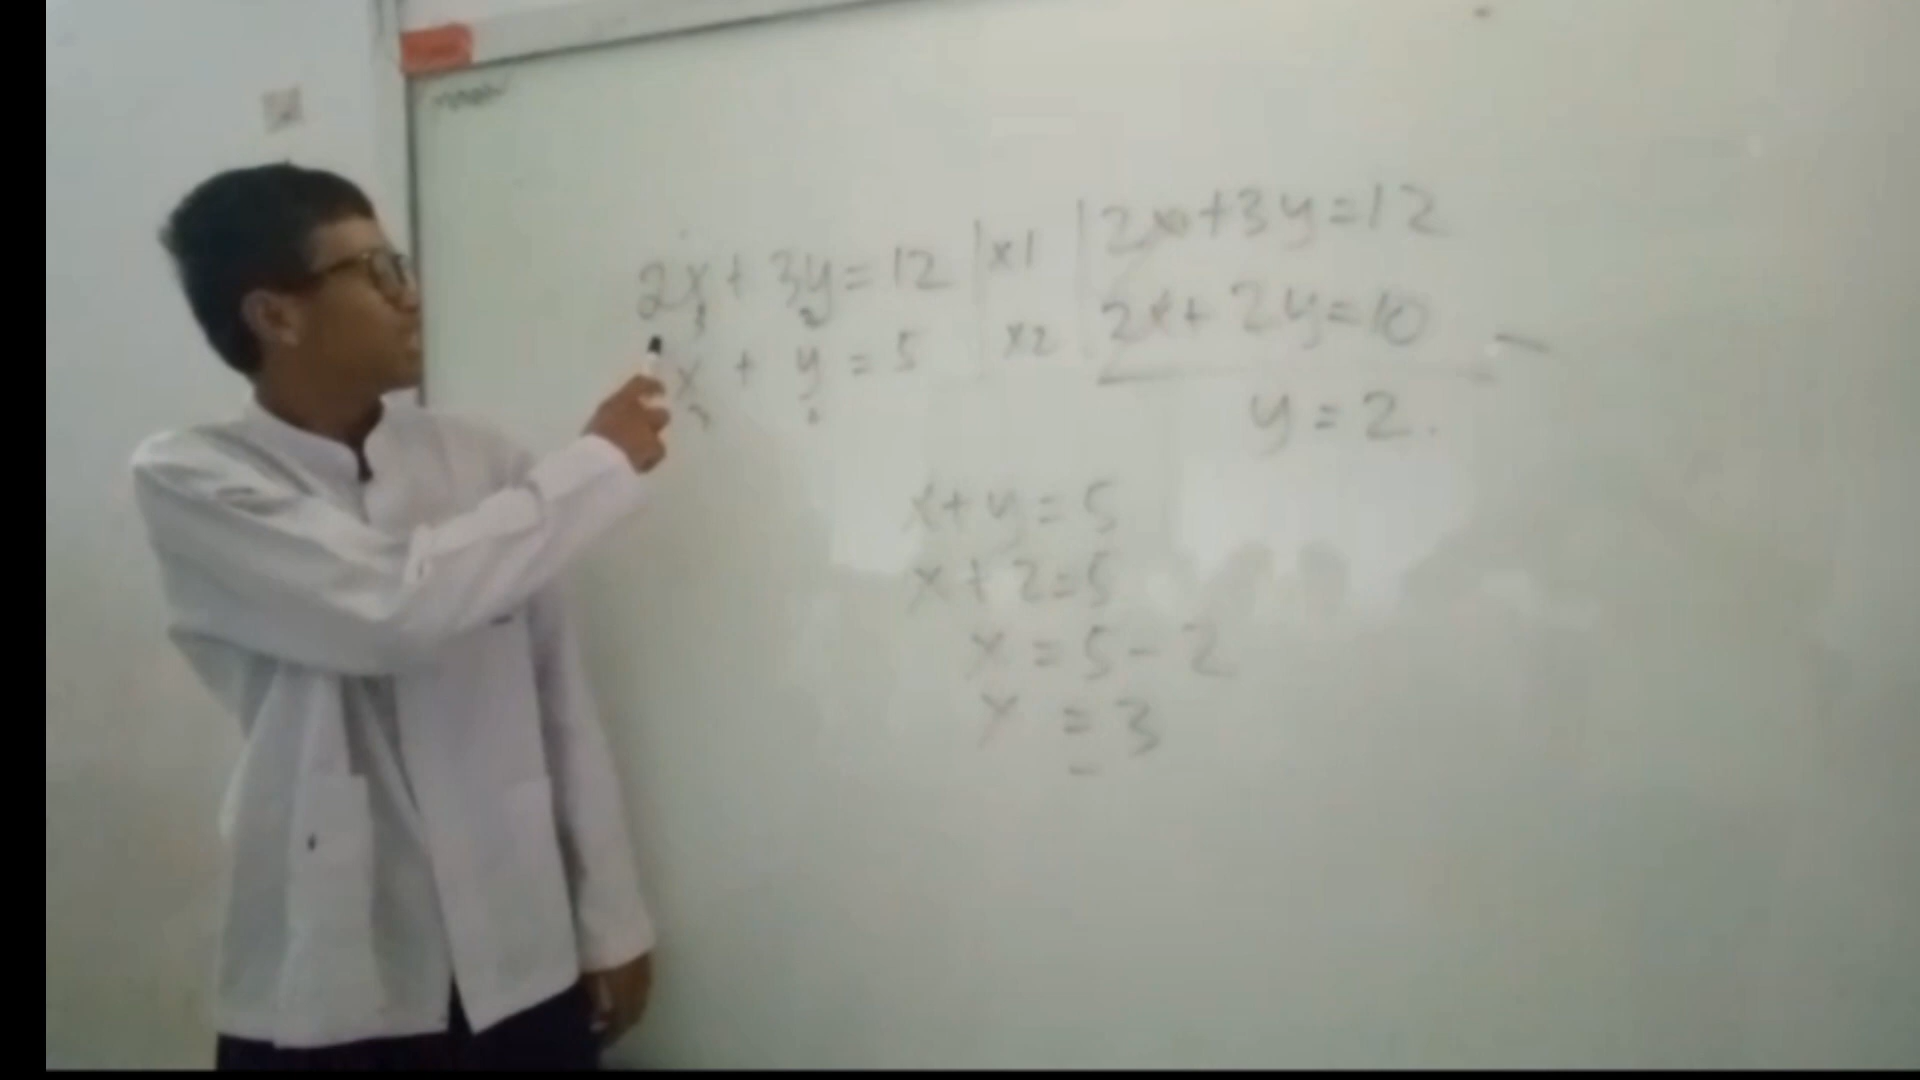 2x + 3y = 12 | x1 | 2x + 3y = 12
x + y = 5 x2 2x + 2y = 10 -
y = 2.
x + y = 5
x + 2 = 5
x = 5 - 2
x = 3